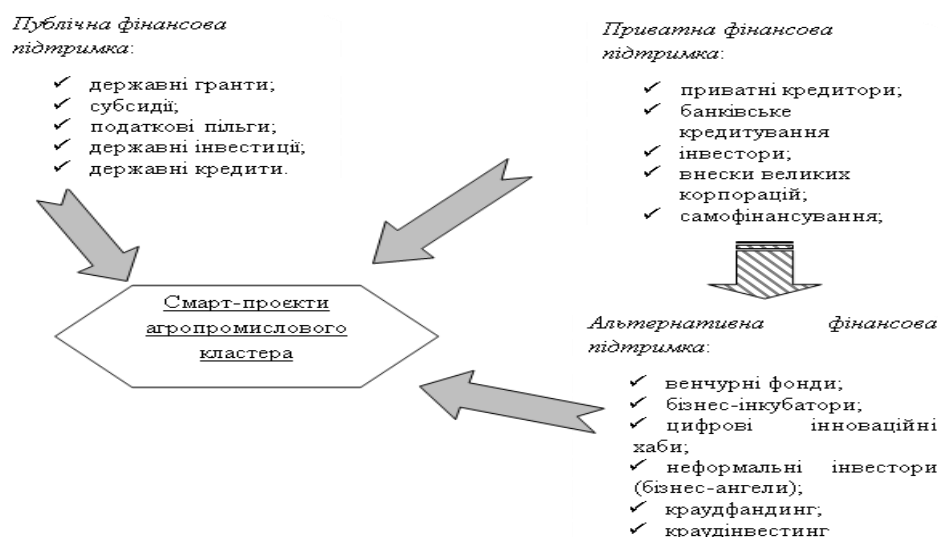 Публічна фінансова
підтримка:
✓ державні гранти;
✓ субсидії;
✓ податкові пільги;
✓ державні інвестиції;
✓ державні кредити.
Приватна фінансова
підтримка:
✓ приватні кредитори;
✓ банківське
кредитування
✓ інвестори;
✓ внески великих
корпорацій;
✓ самофінансування;
Смарт-проєкти
агропромислового
кластера
Альтернативна фінансова
підтримка:
✓ венчурні фонди;
✓ бізнес-інкубатори;
✓ цифрові інноваційні
хаби;
✓ неформальні інвестори
(бізнес-ангели);
✓ краудфандинг;
✓ краудінвестинг